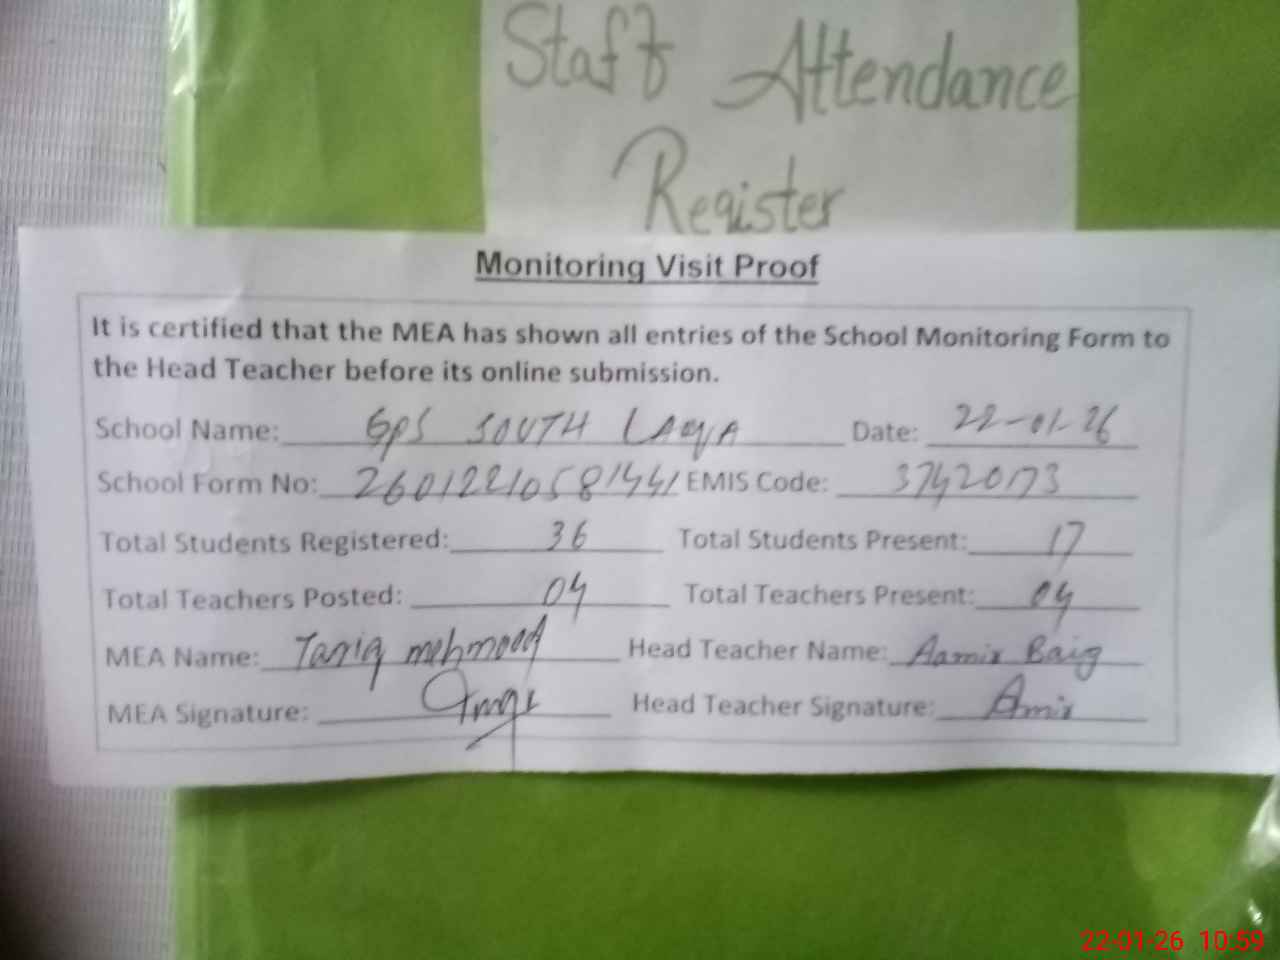 Staff Attendance
Register
Monitoring Visit Proof
It is certified that the MEA has shown all entries of the School Monitoring Form to
the Head Teacher before its online submission.
School Name: GPS SOUTH LAYA Date: 22-01-26
School Form No: 26012210581441 EMIS Code: 37420173
Total Students Registered: 36 Total Students Present: 17
Total Teachers Posted: 04 Total Teachers Present: 04
MEA Name: Tariq mehmood Head Teacher Name: Aamir Baig
MEA Signature: Head Teacher Signature: Amir
22-01-26 10:59